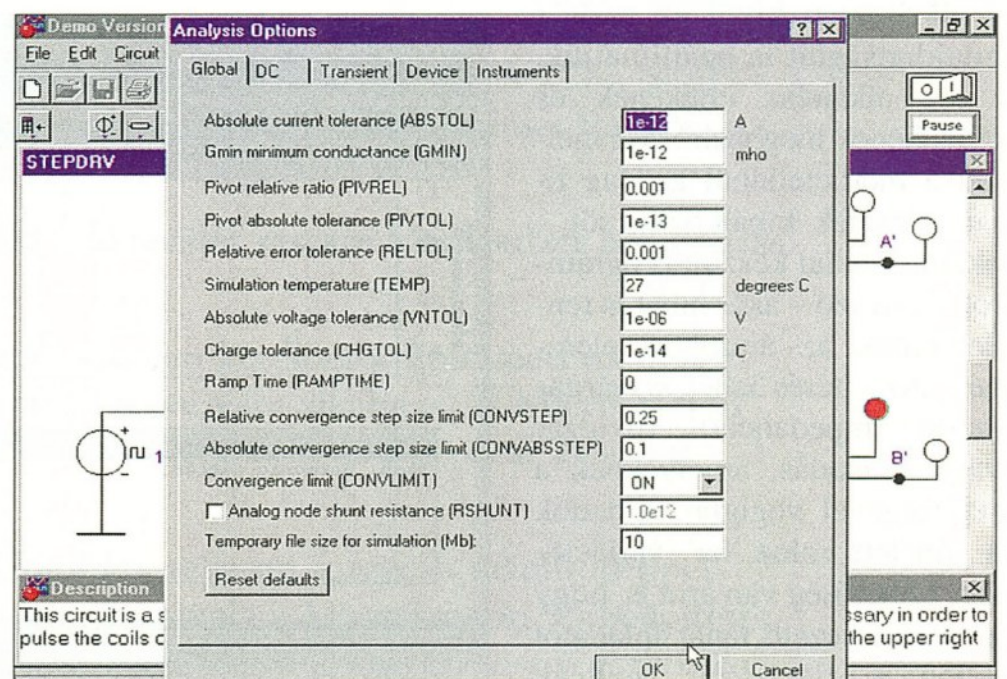 Demo Version
Analysis Options
File Edit Circuit
Global DC Transient Device Instruments
Absolute current tolerance (ABSTOL) 1e-12 A
Gmin minimum conductance (GMIN) 1e-12 mho
Pivot relative ratio (PIVREL) 0.001
Pivot absolute tolerance (PIVTOL) 1e-13
Relative error tolerance (RELTOL) 0.001
Simulation temperature (TEMP) 27 degrees C
Absolute voltage tolerance (VNTOL) 1e-06 V
Charge tolerance (CHGTOL) 1e-14 C
Ramp Time (RAMPTIME) 0
Relative convergence step size limit (CONVSTEP) 0.25
Absolute convergence step size limit (CONVABSSTEP) 0.1
Convergence limit (CONVLIMIT) ON
Analog node shunt resistance (RSHUNT) 1.0e12
Temporary file size for simulation (Mb): 10
Reset defaults
OK Cancel
Pause
STEPDRV
A'
B'
1
Description
This circuit is a
pulse the coils
in order to
the upper right